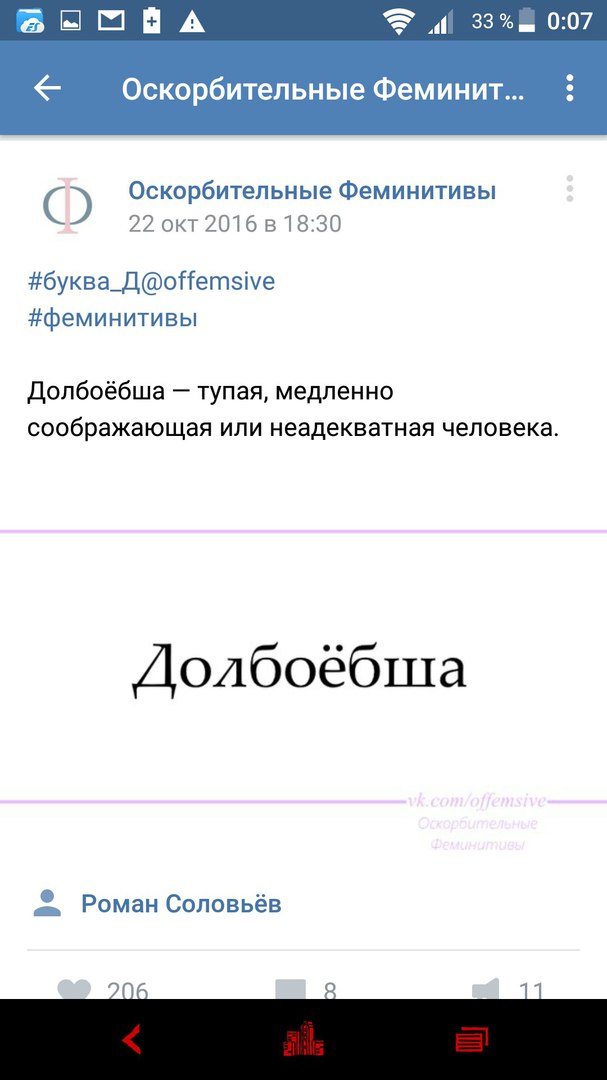 33 % 0:07
Оскорбительные Феминит...
Оскорбительные Феминитивы
22 окт 2016 в 18:30
#буква_Д@offemsive
#феминитивы
Долбоёбша — тупая, медленно
соображающая или неадекватная человека.
Долбоёбша
vk.com/offemsive
Оскорбительные
Феминитивы
Роман Соловьёв
206 8 11